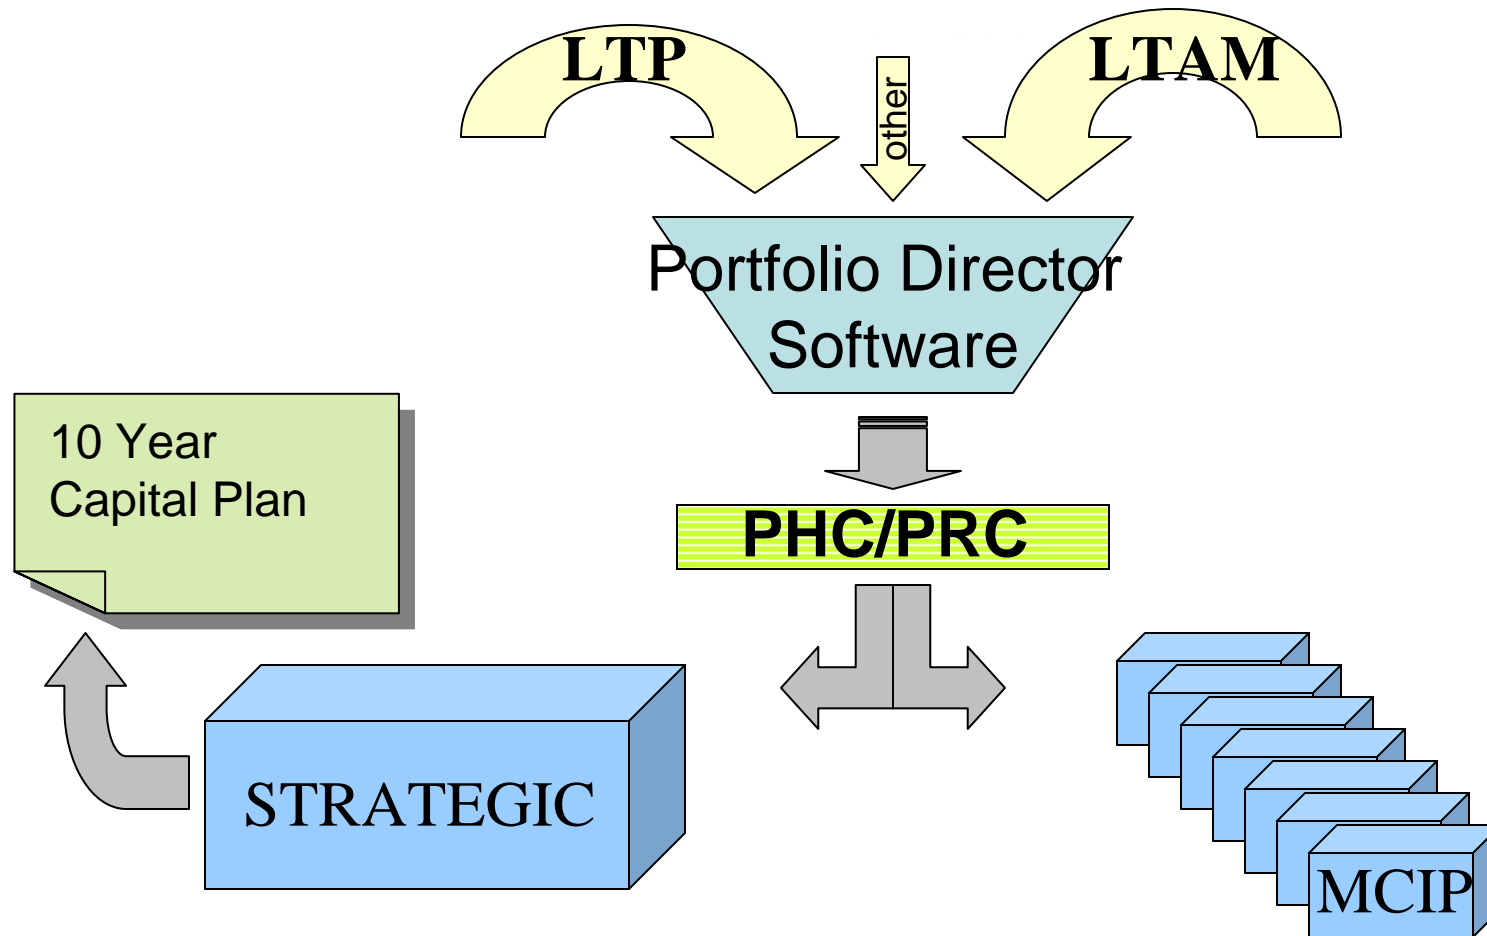 LTP
other
LTAM
Portfolio Director
Software
10 Year
Capital Plan
PHC/PRC
STRATEGIC
MCIP